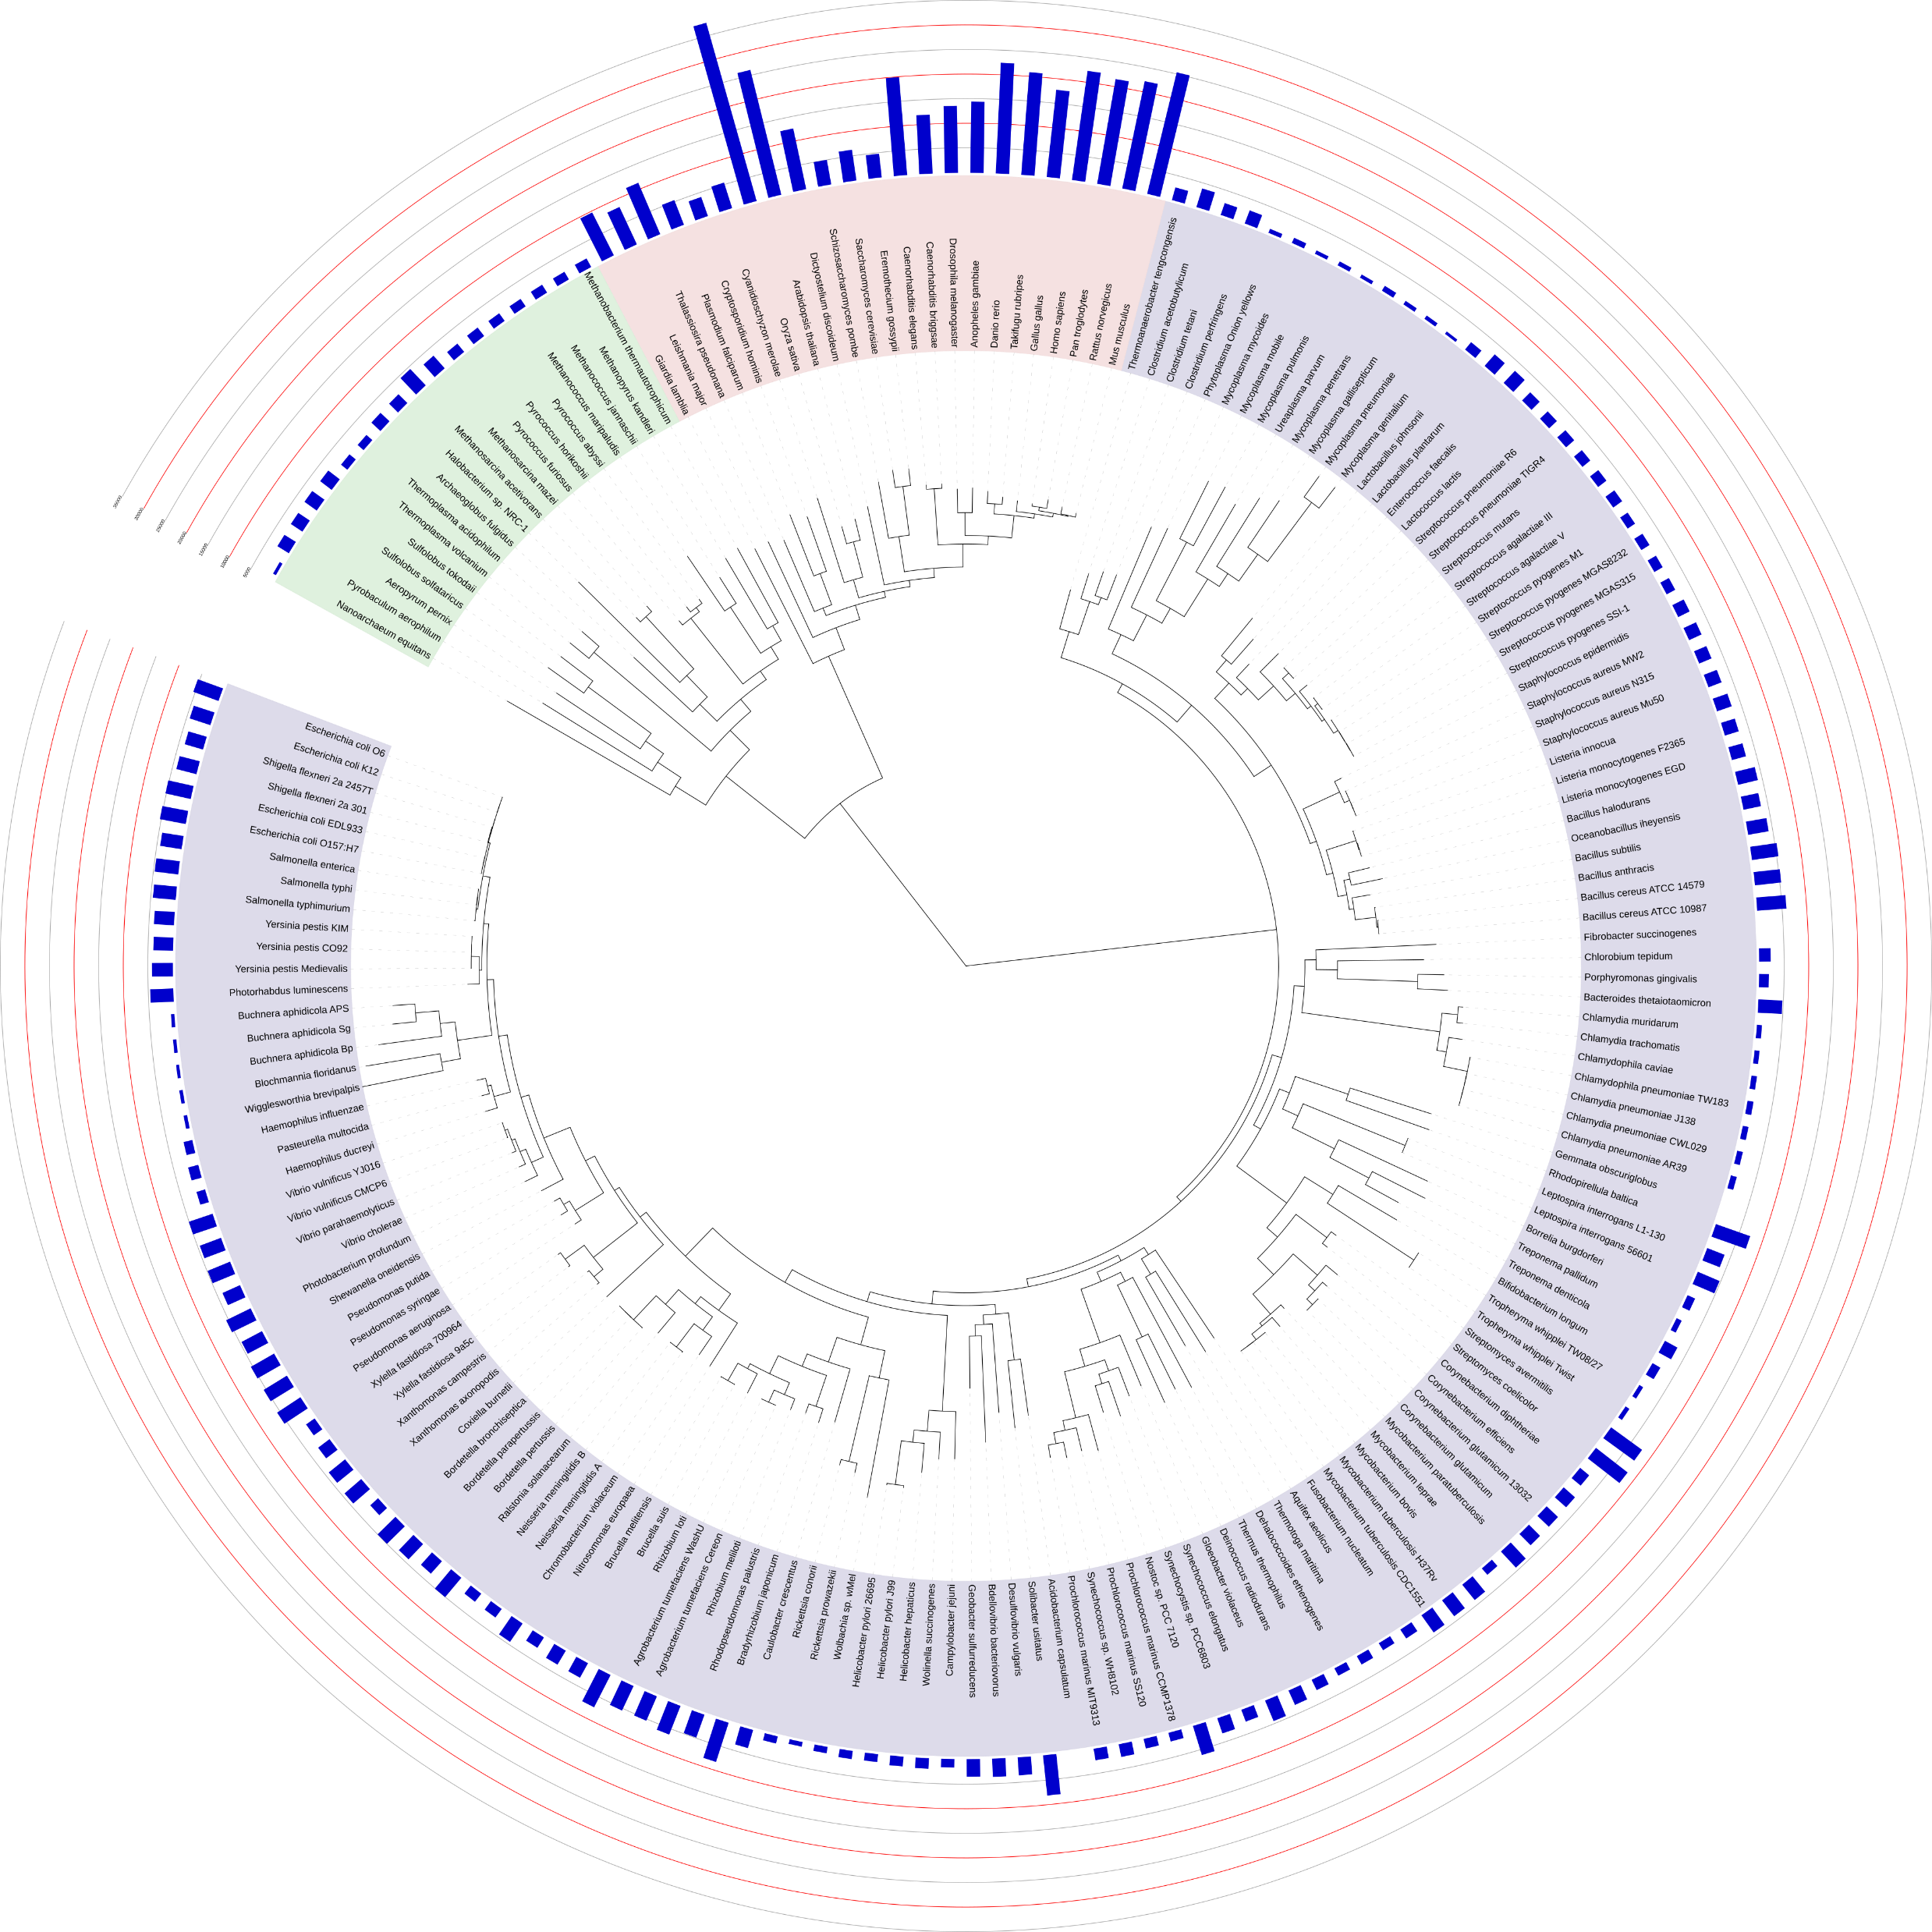 35000
30000
25000
20000
15000
10000
5000
Nanoarchaeum equitans
Pyrobaculum aerophilum
Aeropyrum pernix
Sulfolobus solfataricus
Sulfolobus tokodaii
Thermoplasma volcanium
Thermoplasma acidophilum
Archaeoglobus fulgidus
Halobacterium sp. NRC-1
Methanosarcina acetivorans
Methanosarcina mazei
Pyrococcus furiosus
Pyrococcus horikoshii
Pyrococcus abyssi
Methanococcus maripaludis
Methanococcus jannaschii
Methanopyrus kandleri
Methanobacterium thermautotrophicum
Giardia lamblia
Leishmania major
Thalassiosira pseudonana
Plasmodium falciparum
Cryptosporidium hominis
Cyanidioschyzon merolae
Oryza sativa
Arabidopsis thaliana
Dictyostelium discoideum
Schizosaccharomyces pombe
Saccharomyces cerevisiae
Eremothecium gossypii
Caenorhabditis elegans
Caenorhabditis briggsae
Drosophila melanogaster
Anopheles gambiae
Danio rerio
Takifugu rubripes
Gallus gallus
Homo sapiens
Pan troglodytes
Rattus norvegicus
Mus musculus
Thermoanaerobacter tengcongensis
Clostridium acetobutylicum
Clostridium tetani
Clostridium perfringens
Phytoplasma Onion yellows
Mycoplasma mycoides
Mycoplasma mobile
Mycoplasma pulmonis
Ureaplasma parvum
Mycoplasma penetrans
Mycoplasma gallisepticum
Mycoplasma pneumoniae
Mycoplasma genitalium
Lactobacillus johnsonii
Lactobacillus plantarum
Enterococcus faecalis
Lactococcus lactis
Streptococcus pneumoniae R6
Streptococcus pneumoniae TIGR4
Streptococcus mutans
Streptococcus agalactiae III
Streptococcus agalactiae V
Streptococcus pyogenes M1
Streptococcus pyogenes MGAS8232
Streptococcus pyogenes MGAS315
Streptococcus pyogenes SSI-1
Staphylococcus epidermidis
Staphylococcus aureus MW2
Staphylococcus aureus N315
Staphylococcus aureus Mu50
Listeria innocua
Listeria monocytogenes F2365
Listeria monocytogenes EGD
Bacillus halodurans
Oceanobacillus iheyensis
Bacillus subtilis
Bacillus anthracis
Bacillus cereus ATCC 14579
Bacillus cereus ATCC 10987
Fibrobacter succinogenes
Chlorobium tepidum
Porphyromonas gingivalis
Bacteroides thetaiotaomicron
Chlamydia muridarum
Chlamydia trachomatis
Chlamydophila caviae
Chlamydophila pneumoniae TW183
Chlamydia pneumoniae J138
Chlamydia pneumoniae CWL029
Chlamydia pneumoniae AR39
Gemmata obscuriglobus
Rhodopirellula baltica
Leptospira interrogans L1-130
Leptospira interrogans 56601
Borrelia burgdorferi
Treponema pallidum
Treponema denticola
Bifidobacterium longum
Tropheryma whipplei TW08/27
Tropheryma whipplei Twist
Streptomyces avermitilis
Streptomyces coelicolor
Corynebacterium diphtheriae
Corynebacterium efficiens
Corynebacterium glutamicum 13032
Corynebacterium glutamicum
Mycobacterium paratuberculosis
Mycobacterium leprae
Mycobacterium bovis
Mycobacterium tuberculosis H37Rv
Mycobacterium tuberculosis CDC1551
Fusobacterium nucleatum
Aquifex aeolicus
Thermotoga maritima
Dehalococcoides ethenogenes
Thermus thermophilus
Deinococcus radiodurans
Gloeobacter violaceus
Synechococcus elongatus
Synechocystis sp. PCC6803
Nostoc sp. PCC 7120
Prochlorococcus marinus CCMP1378
Prochlorococcus marinus SS120
Synechococcus sp. WH8102
Prochlorococcus marinus MIT9313
Acidobacterium capsulatum
Solibacter usitatus
Desulfovibrio vulgaris
Bdellovibrio bacteriovorus
Geobacter sulfurreducens
Campylobacter jejuni
Wolinella succinogenes
Helicobacter hepaticus
Helicobacter pylori J99
Helicobacter pylori 26695
Wolbachia sp. wMel
Rickettsia prowazekii
Rickettsia conorii
Caulobacter crescentus
Bradyrhizobium japonicum
Rhodopseudomonas palustris
Rhizobium meliloti
Agrobacterium tumefaciens Cereon
Agrobacterium tumefaciens WashU
Rhizobium loti
Brucella suis
Brucella melitensis
Nitrosomonas europaea
Chromobacterium violaceum
Neisseria meningitidis A
Neisseria meningitidis B
Ralstonia solanacearum
Bordetella pertussis
Bordetella parapertussis
Bordetella bronchiseptica
Coxiella burnetii
Xanthomonas axonopodis
Xanthomonas campestris
Xylella fastidiosa 9a5c
Xylella fastidiosa 700964
Pseudomonas aeruginosa
Pseudomonas syringae
Pseudomonas putida
Shewanella oneidensis
Photobacterium profundum
Vibrio cholerae
Vibrio parahaemolyticus
Vibrio vulnificus CMCP6
Vibrio vulnificus YJ016
Haemophilus ducreyi
Pasteurella multocida
Haemophilus influenzae
Wigglesworthia brevipalpis
Blochmannia floridanus
Buchnera aphidicola Bp
Buchnera aphidicola Sg
Buchnera aphidicola APS
Photorhabdus luminescens
Yersinia pestis Medievalis
Yersinia pestis CO92
Yersinia pestis KIM
Salmonella typhimurium
Salmonella typhi
Salmonella enterica
Escherichia coli O157:H7
Escherichia coli EDL933
Shigella flexneri 2a 301
Shigella flexneri 2a 2457T
Escherichia coli K12
Escherichia coli O6